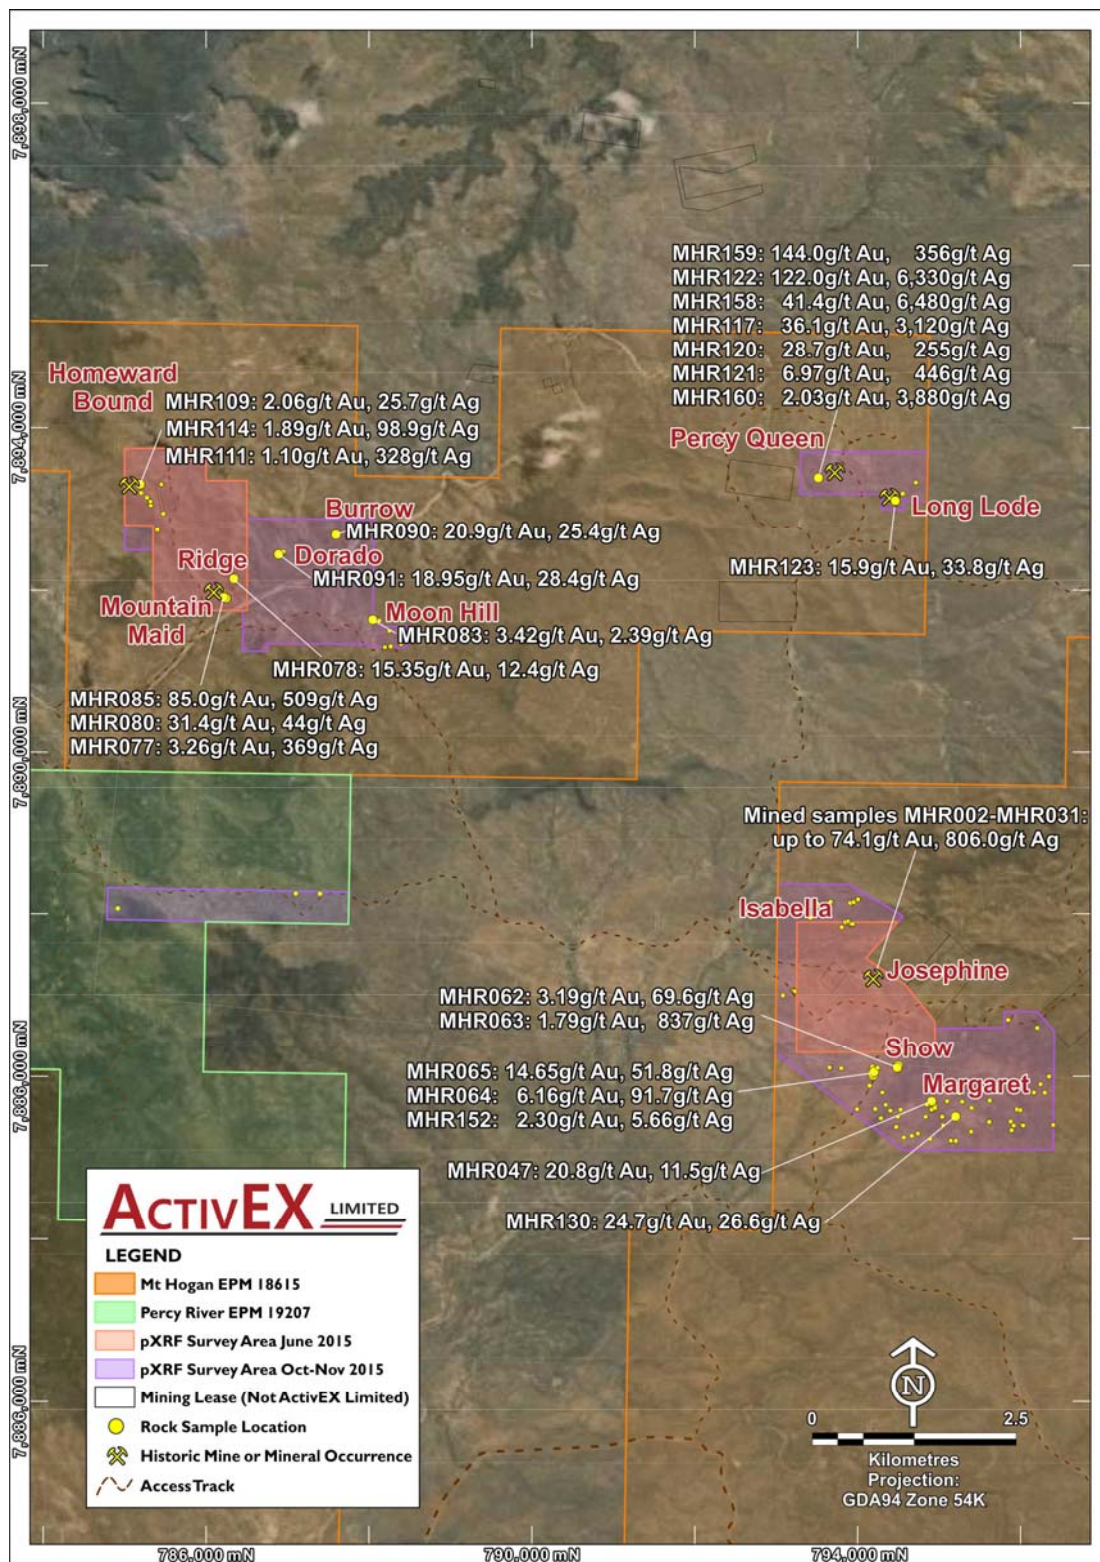 7,898,000 mN
MHR159: 144.0g/t Au, 356g/t Ag
MHR122: 122.0g/t Au, 6,330g/t Ag
MHR158: 41.4g/t Au, 6,480g/t Ag
MHR117: 36.1g/t Au, 3,120g/t Ag
MHR120: 28.7g/t Au, 255g/t Ag
MHR121: 6.97g/t Au, 446g/t Ag
MHR160: 2.03g/t Au, 3,880g/t Ag
Homeward
Bound
MHR109: 2.06g/t Au, 25.7g/t Ag
MHR114: 1.89g/t Au, 98.9g/t Ag
MHR111: 1.10g/t Au, 328g/t Ag
7,894,000 mN
Percy Queen
Long Lode
MHR123: 15.9g/t Au, 33.8g/t Ag
Burrow
MHR090: 20.9g/t Au, 25.4g/t Ag
Dorado
MHR091: 18.95g/t Au, 28.4g/t Ag
Ridge
Mountain
Maid
Moon Hill
MHR083: 3.42g/t Au, 2.39g/t Ag
MHR078: 15.35g/t Au, 12.4g/t Ag
MHR085: 85.0g/t Au, 509g/t Ag
MHR080: 31.4g/t Au, 44g/t Ag
MHR077: 3.26g/t Au, 369g/t Ag
7,890,000 mN
Mined samples MHR002-MHR031:
up to 74.1g/t Au, 806.0g/t Ag
Isabella
Josephine
MHR062: 3.19g/t Au, 69.6g/t Ag
MHR063: 1.79g/t Au, 837g/t Ag
Show
MHR065: 14.65g/t Au, 51.8g/t Ag
MHR064: 6.16g/t Au, 91.7g/t Ag
MHR152: 2.30g/t Au, 5.66g/t Ag
Margaret
7,886,000 mN
MHR047: 20.8g/t Au, 11.5g/t Ag
MHR130: 24.7g/t Au, 26.6g/t Ag
ACTIVEX LIMITED
LEGEND
Mt Hogan EPM 18615
Percy River EPM 19207
pXRF Survey Area June 2015
pXRF Survey Area Oct-Nov 2015
Mining Lease (Not ActivEX Limited)
Rock Sample Location
Historic Mine or Mineral Occurrence
Access Track
N
0 2.5
Kilometres
Projection:
GDA94 Zone 54K
7,886,000 mN
786,000 mN
790,000 mN
794,000 mN